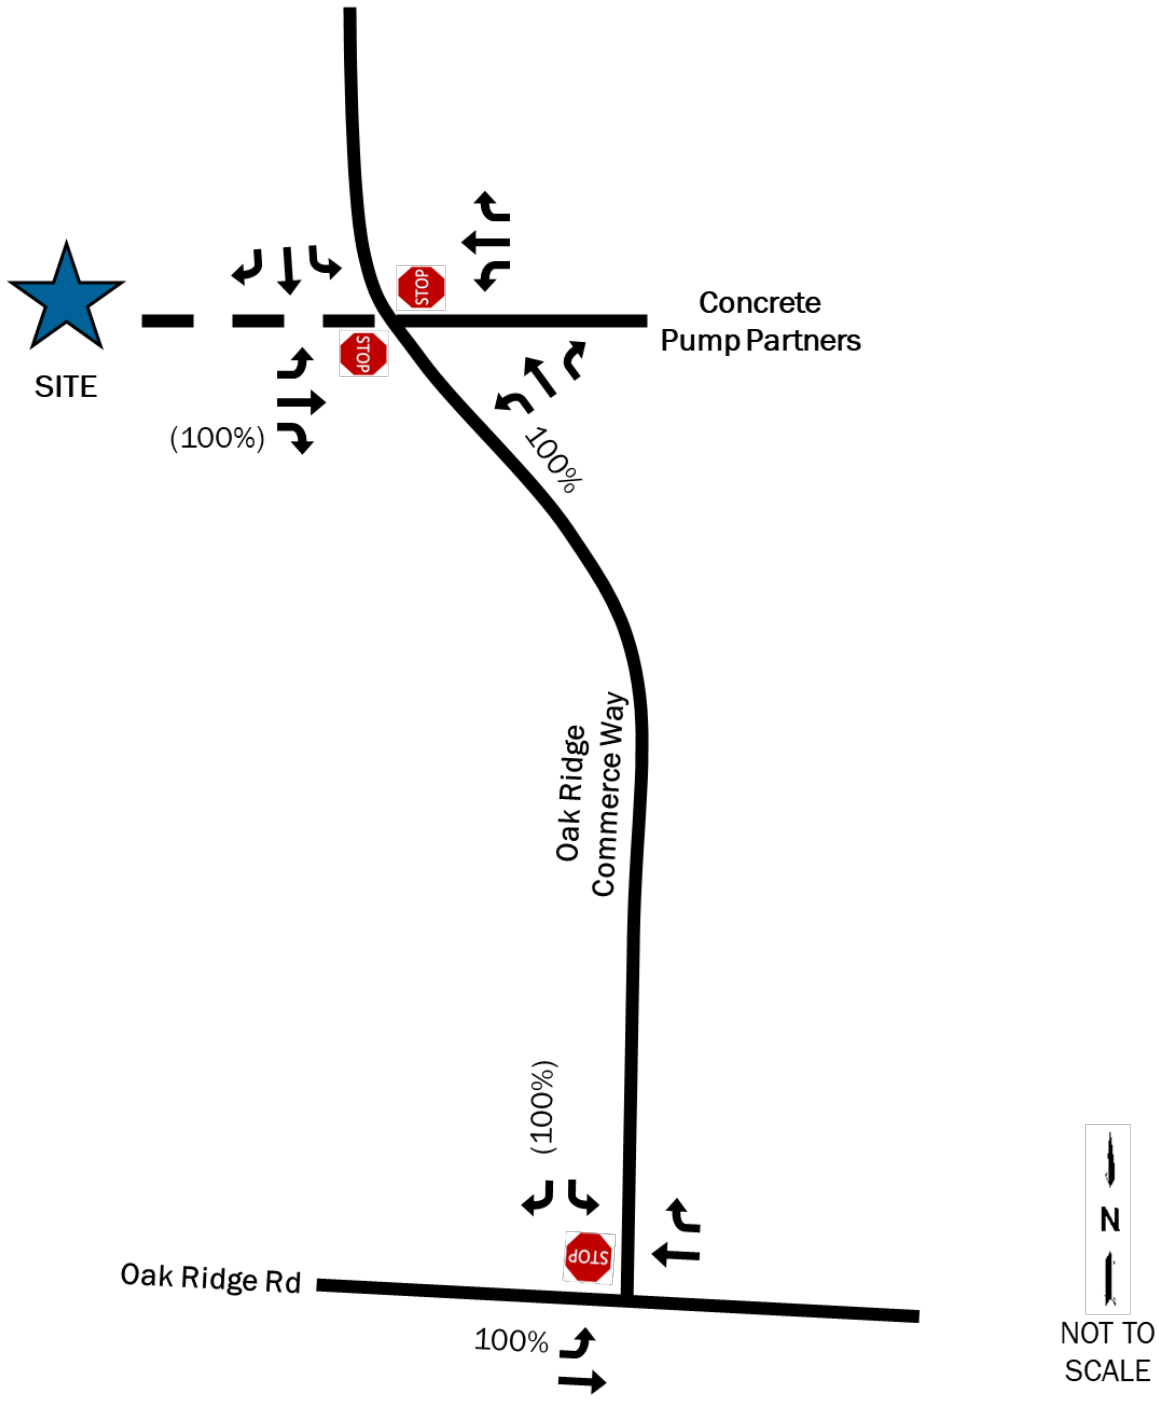 STOP
Concrete
Pump Partners
STOP
SITE
(100%)
100%
Oak Ridge
Commerce Way
(100%)
STOP
Oak Ridge Rd
100%
N
NOT TO
SCALE